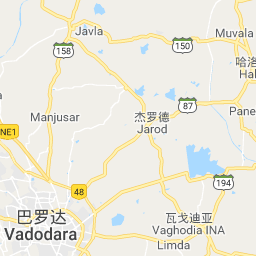 Javla
Muvala
158
150
哈洛
Hal
杰罗德
Jarod
87
Pane
Manjusar
NE1
48
194
巴罗达
Vadodara
瓦戈迪亚
Vaghodia INA
Limda